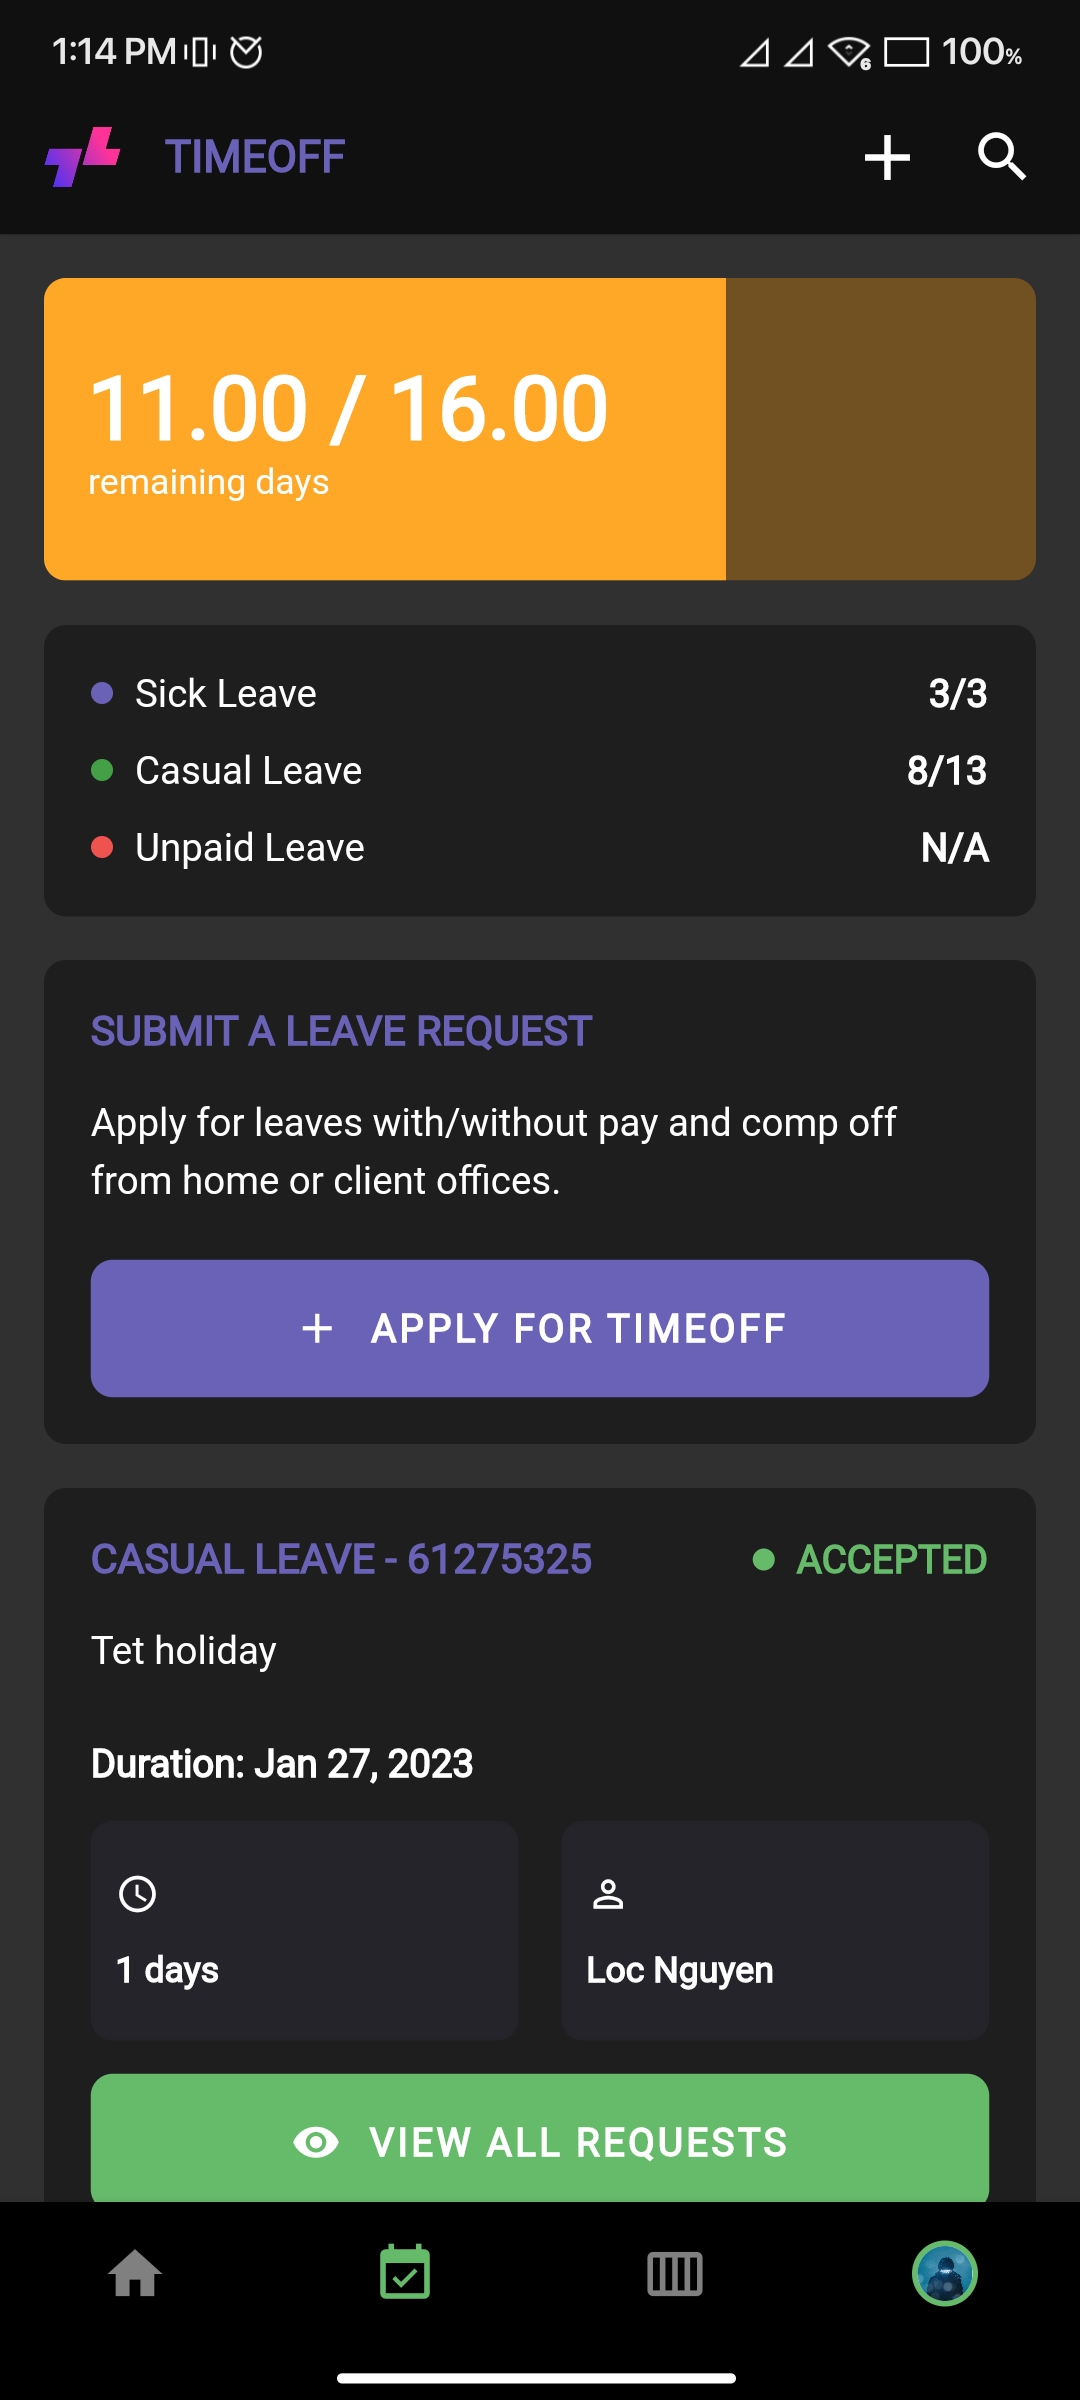 1:14 PM
6
100%
TIMEOFF
11.00 / 16.00
remaining days
Sick Leave 3/3
Casual Leave 8/13
Unpaid Leave N/A
SUBMIT A LEAVE REQUEST
Apply for leaves with/without pay and comp off
from home or client offices.
APPLY FOR TIMEOFF
CASUAL LEAVE - 61275325 ACCEPTED
Tet holiday
Duration: Jan 27, 2023
1 days
Loc Nguyen
VIEW ALL REQUESTS